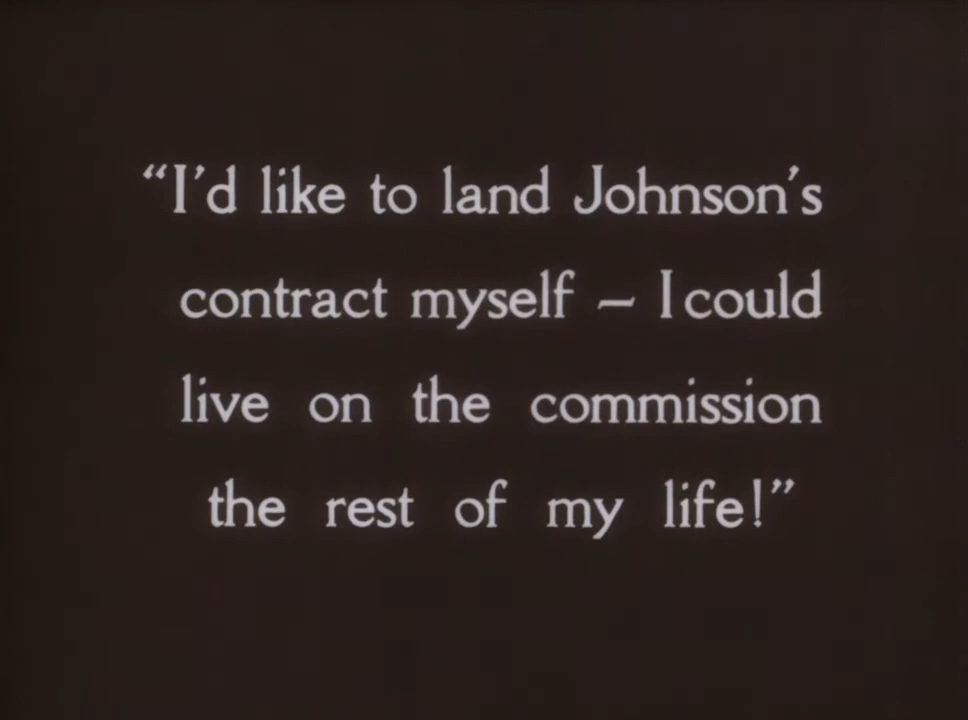 “I’d like to land Johnson’s
contract myself – I could
live on the commission
the rest of my life!”